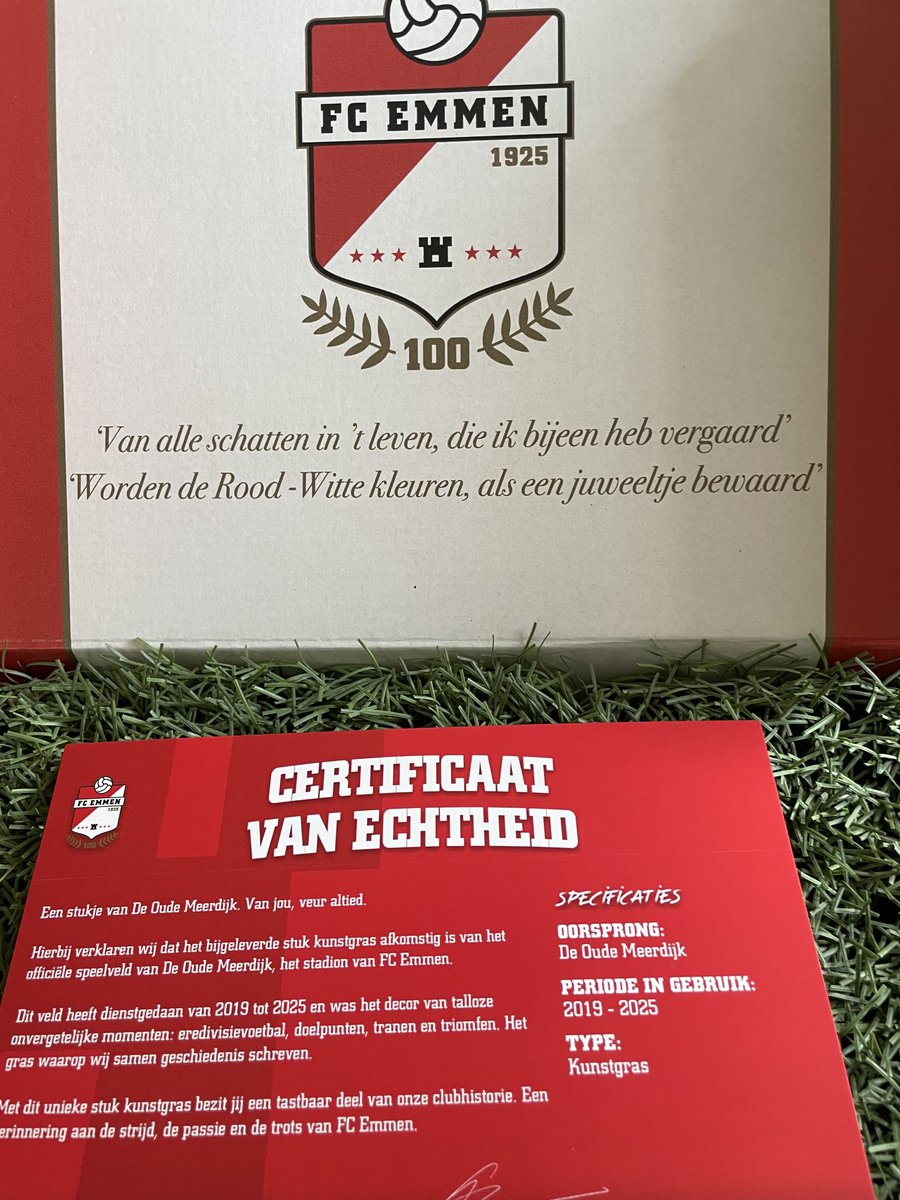 FC EMMEN
1925
100
‘Van alle schatten in ’t leven, die ik bijeen heb vergaard’
‘Worden de Rood -Witte kleuren, als een juweeltje bewaard’
FC EMMEN
1925
100
CERTIFICAAT
VAN ECHTHEID
Een stukje van De Oude Meerdijk. Van jou, veur altied.
Hierbij verklaren wij dat het bijgeleverde stuk kunstgras afkomstig is van het
officiële speelveld van De Oude Meerdijk, het stadion van FC Emmen.
Dit veld heeft dienstgedaan van 2019 tot 2025 en was het decor van talloze
onvergetelijke momenten: eredivisievoetbal, doelpunten, tranen en triomfen. Het
gras waarop wij samen geschiedenis schreven.
Met dit unieke stuk kunstgras bezit jij een tastbaar deel van onze clubhistorie. Een
erinnering aan de strijd, de passie en de trots van FC Emmen.
SPECIFICATIES
OORSPRONG:
De Oude Meerdijk
PERIODE IN GEBRUIK:
2019 - 2025
TYPE:
Kunstgras